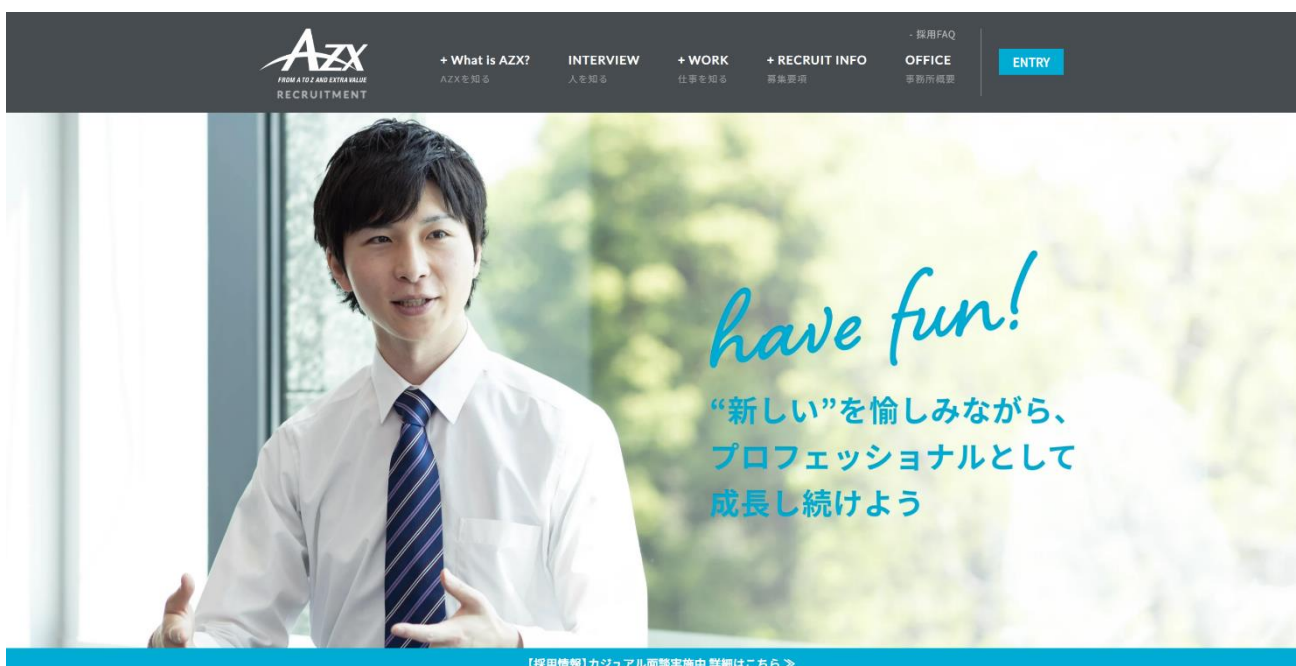 AZX
FROM A TO Z AND EXTRA VALUE
RECRUITMENT
+ What is AZX?
AZXを知る
INTERVIEW
人を知る
+ WORK
仕事を知る
+ RECRUIT INFO
募集要項
- 採用FAQ
OFFICE
事務所概要
ENTRY
have fun!
“新しい”を愉しみながら、
プロフェッショナルとして
成長し続けよう
【採用情報】カジュアル面談実施中 詳細はこちら ≫